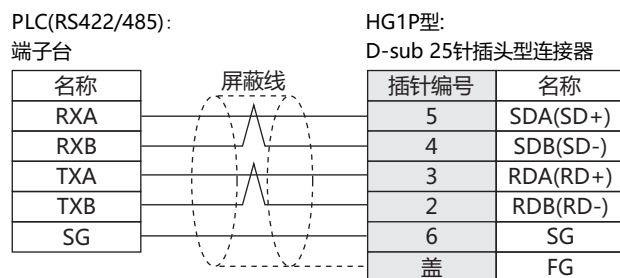 PLC(RS422/485):
端子台
HG1P型:
D-sub 25针插头型连接器
名称
屏蔽线
插针编号 名称
RXA 5 SDA(SD+)
RXB 4 SDB(SD-)
TXA 3 RDA(RD+)
TXB 2 RDB(RD-)
SG 6 SG
盖 FG